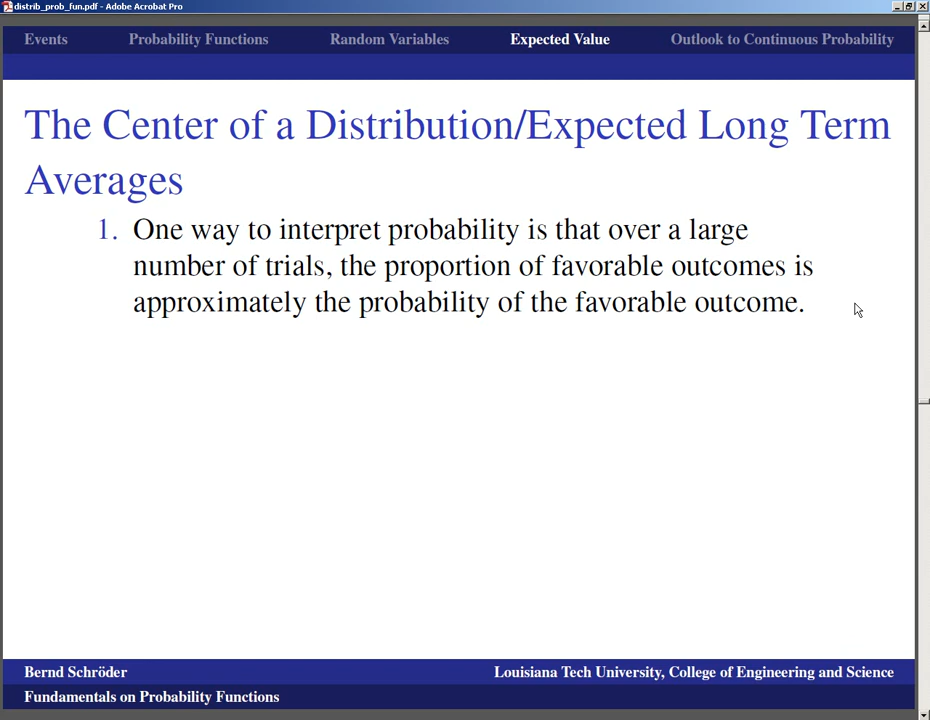 distrib_prob_fun.pdf - Adobe Acrobat Pro
Events Probability Functions Random Variables Expected Value Outlook to Continuous Probability
The Center of a Distribution/Expected Long Term
Averages
1. One way to interpret probability is that over a large
number of trials, the proportion of favorable outcomes is
approximately the probability of the favorable outcome.
Bernd Schröder Louisiana Tech University, College of Engineering and Science
Fundamentals on Probability Functions